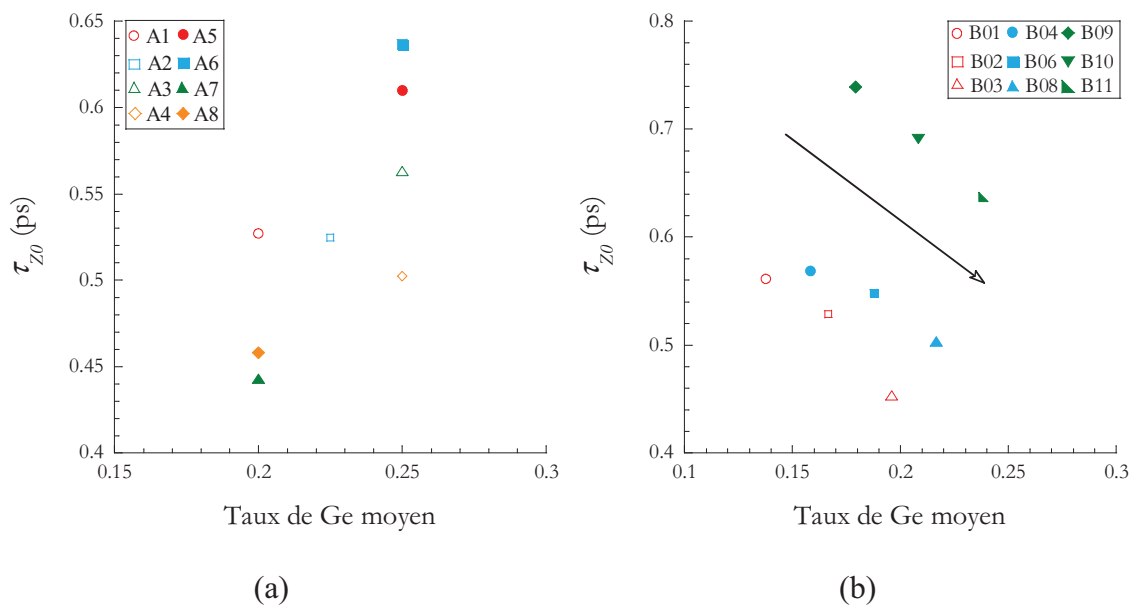 0.65
0.6
0.55
0.5
0.45
0.4
0.15
0.2
0.25
0.3
τZ0 (ps)
Taux de Ge moyen
A1 A5
A2 A6
A3 A7
A4 A8
(a)
0.8
0.7
0.6
0.5
0.4
0.1
0.15
0.2
0.25
0.3
τZ0 (ps)
Taux de Ge moyen
B01 B04 B09
B02 B06 B10
B03 B08 B11
(b)